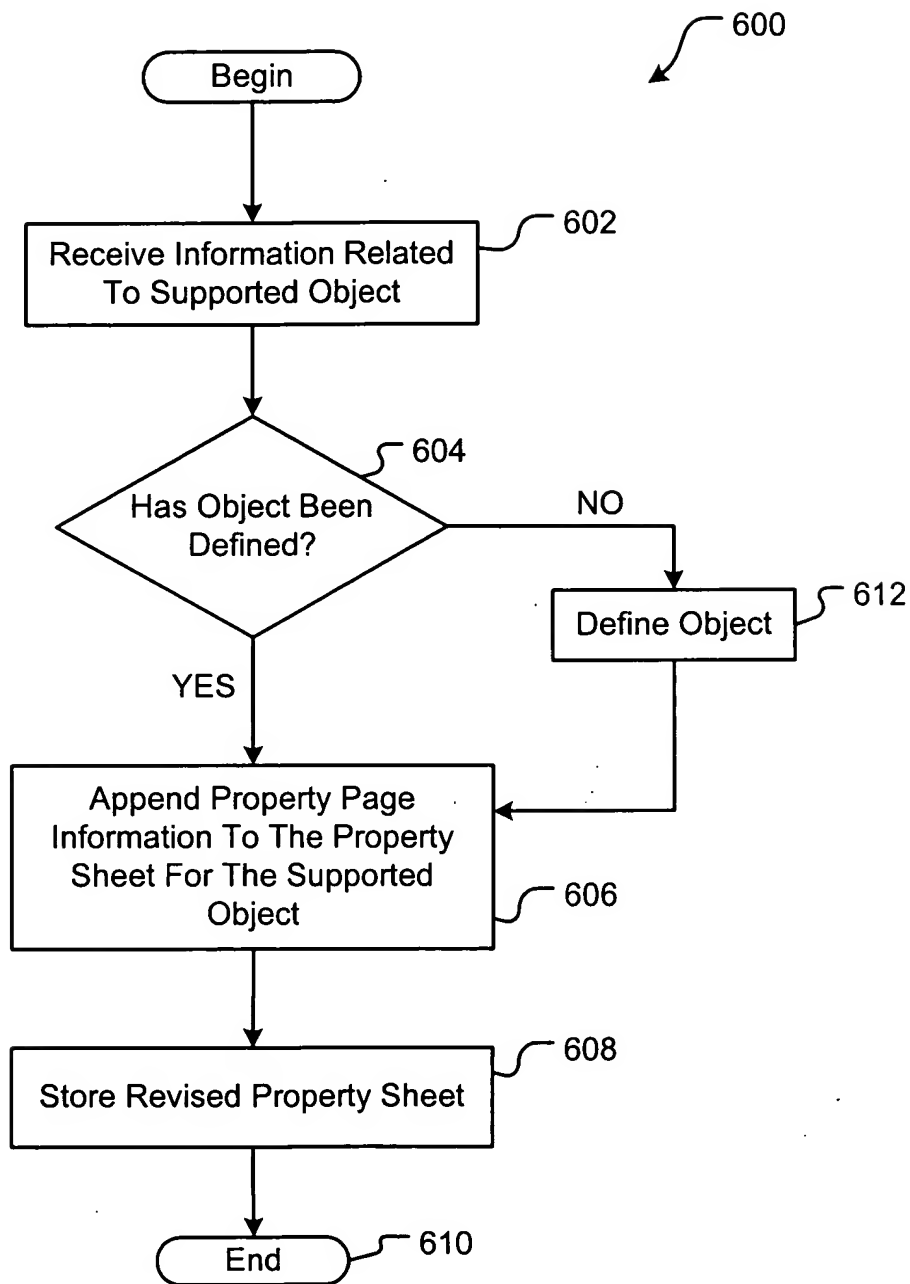 600
Begin
602
Receive Information Related
To Supported Object
604
Has Object Been
Defined?
NO
612
Define Object
YES
Append Property Page
Information To The Property
Sheet For The Supported
Object
606
608
Store Revised Property Sheet
End
610